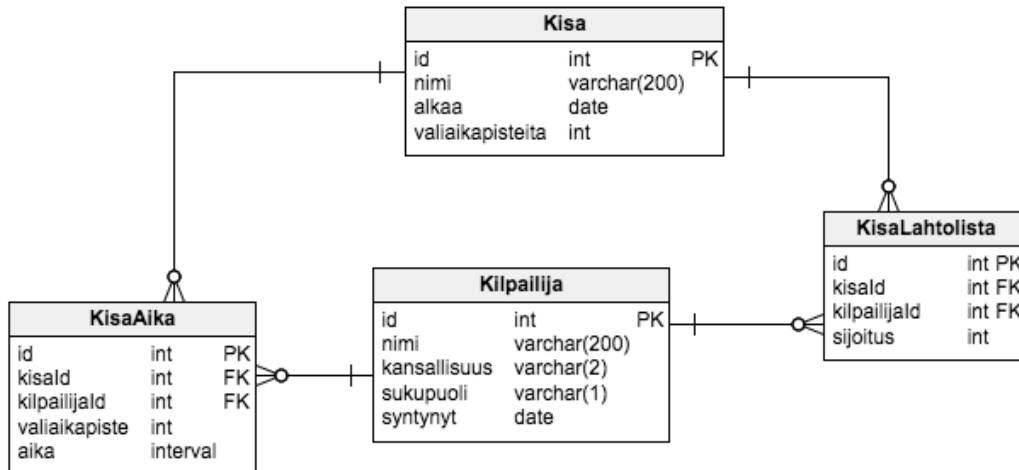 Kisa
id int PK
nimi varchar(200)
alkaa date
valiaikapisteita int
KisaLahtolista
id int PK
kisaId int FK
kilpailijaId int FK
sijoitus int
Kilpailija
id int PK
nimi varchar(200)
kansallisuus varchar(2)
sukupuoli varchar(1)
syntynyt date
KisaAika
id int PK
kisaId int FK
kilpailijaId int FK
valiaikapiste int
aika interval